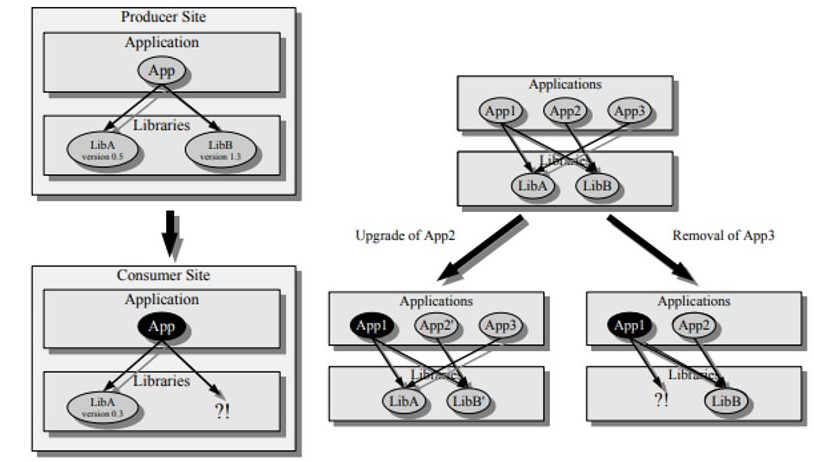 Producer Site
Application
App
Libraries
LibA
version 0.5
LibB
version 1.3
Consumer Site
Application
App
Libraries
LibA
version 0.3
?!
Applications
App1 App2 App3
Libraries
LibA LibB
Upgrade of App2
Removal of App3
Applications
App1 App2' App3
Libraries
LibA LibB'
Applications
App1 App2
Libraries
?! LibB